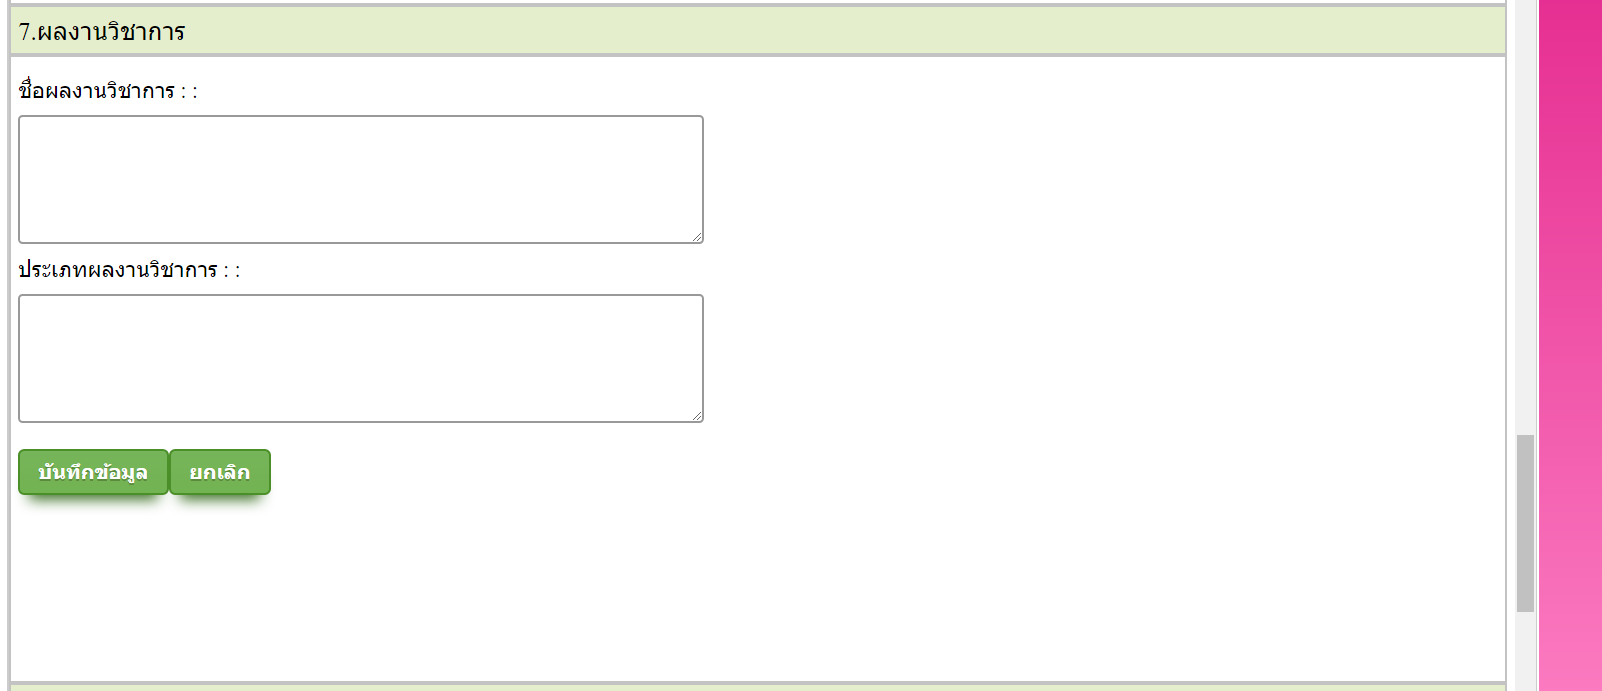 7.ผลงานวิชาการ
ชื่อผลงานวิชาการ : :
ประเภทผลงานวิชาการ : :
บันทึกข้อมูล ยกเลิก